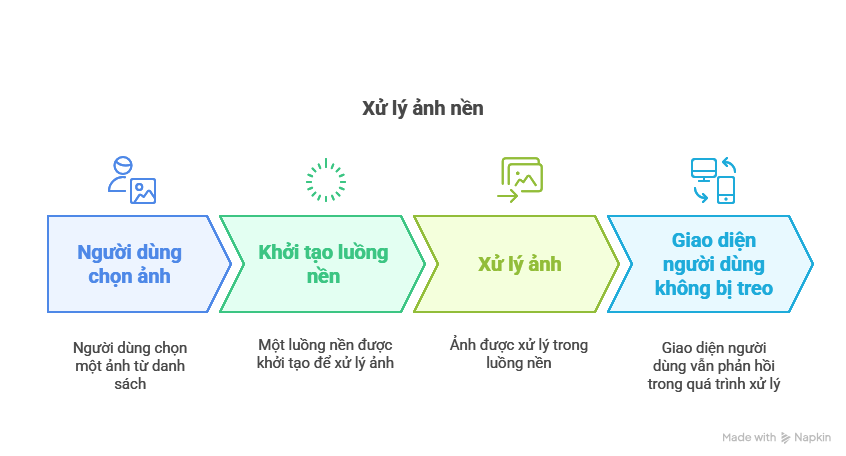 Xử lý ảnh nền
Người dùng
chọn ảnh
Khởi tạo luồng
nền
Xử lý ảnh
Giao diện
người dùng
không bị treo
Người dùng chọn
một ảnh từ danh
sách
Một luồng nền được
khởi tạo để xử lý ảnh
Ảnh được xử lý trong
luồng nền
Giao diện người
dùng vẫn phản hồi
trong quá trình xử lý
Made with Napkin